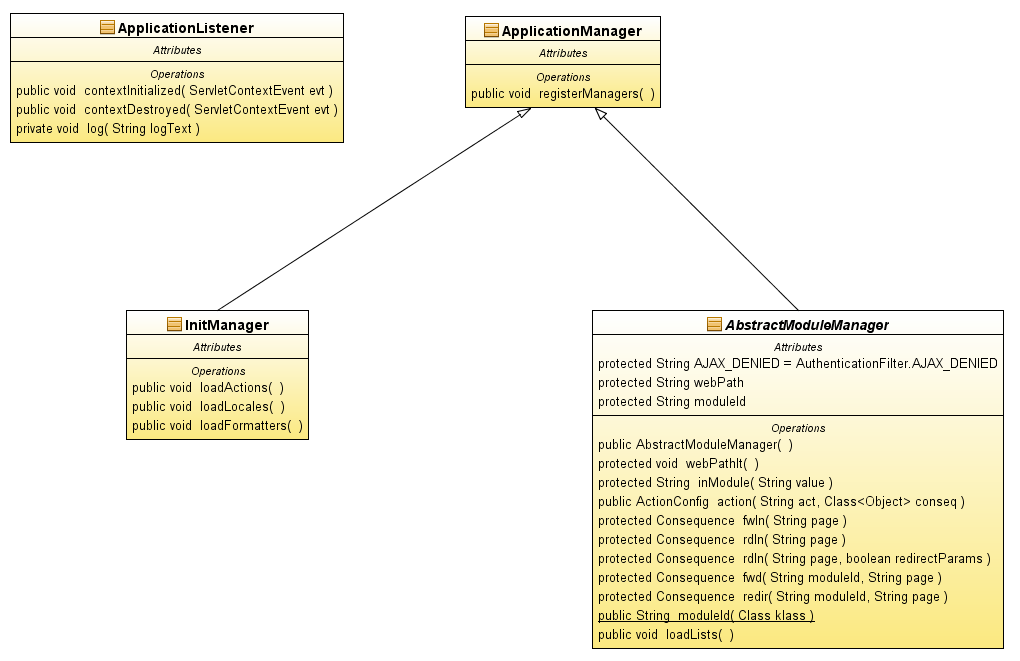 ApplicationListener
Attributes
Operations
public void contextInitialized( ServletContextEvent evt )
public void contextDestroyed( ServletContextEvent evt )
private void log( String logText )
ApplicationManager
Attributes
Operations
public void registerManagers( )
InitManager
Attributes
Operations
public void loadActions( )
public void loadLocales( )
public void loadFormatters( )
AbstractModuleManager
Attributes
protected String AJAX_DENIED = AuthenticationFilter.AJAX_DENIED
protected String webPath
protected String moduleId
Operations
public AbstractModuleManager( )
protected void webPathIt( )
protected String inModule( String value )
public ActionConfig action( String act, Class<Object> conseq )
protected Consequence fwIn( String page )
protected Consequence rdIn( String page )
protected Consequence rdIn( String page, boolean redirectParams )
protected Consequence fwd( String moduleId, String page )
protected Consequence redir( String moduleId, String page )
public String moduleId( Class klass )
public void loadLists( )